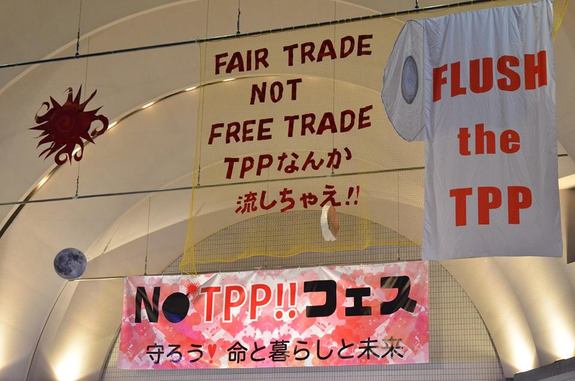 FAIR TRADE
NOT
FREE TRADE
TPPなんか
流しちゃえ!!
FLUSH
the
TPP
NO TPP!!フェス
守ろう♥命と暮らしと未来